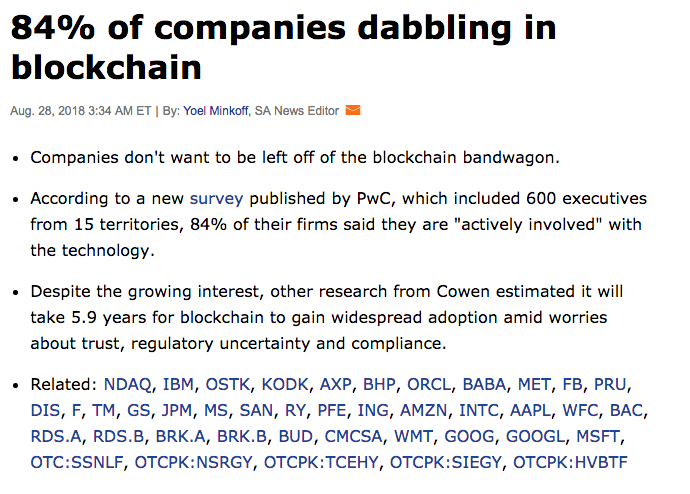 84% of companies dabbling in
blockchain
Aug. 28, 2018 3:34 AM ET | By: Yoel Minkoff, SA News Editor
• Companies don't want to be left off of the blockchain bandwagon.
• According to a new survey published by PwC, which included 600 executives
from 15 territories, 84% of their firms said they are "actively involved" with
the technology.
• Despite the growing interest, other research from Cowen estimated it will
take 5.9 years for blockchain to gain widespread adoption amid worries
about trust, regulatory uncertainty and compliance.
• Related: NDAQ, IBM, OSTK, KODK, AXP, BHP, ORCL, BABA, MET, FB, PRU,
DIS, F, TM, GS, JPM, MS, SAN, RY, PFE, ING, AMZN, INTC, AAPL, WFC, BAC,
RDS.A, RDS.B, BRK.A, BRK.B, BUD, CMCSA, WMT, GOOG, GOOGL, MSFT,
OTC:SSNLF, OTCPK:NSRGY, OTCPK:TCEHY, OTCPK:SIEGY, OTCPK:HVBTF